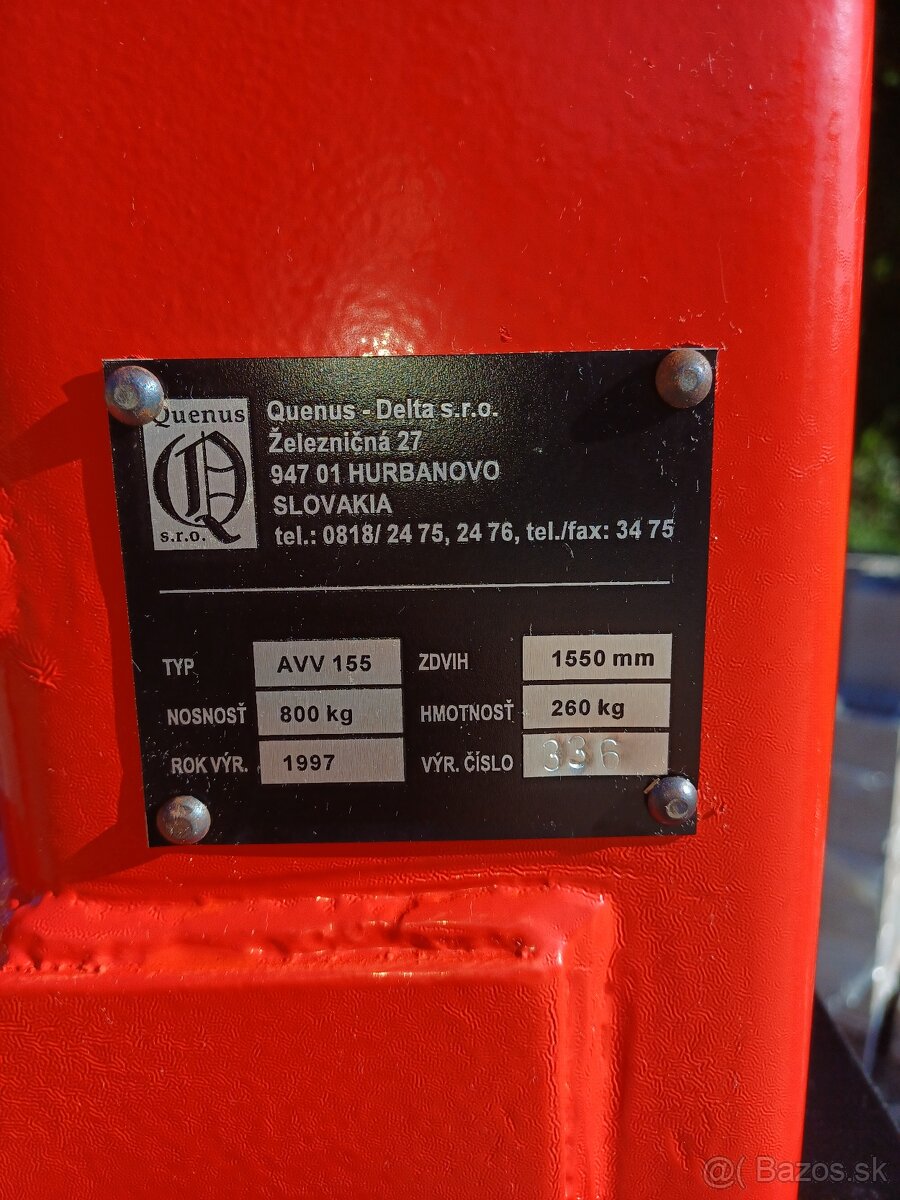 Quenus
Q
s.r.o.
Quenus - Delta s.r.o.
Železničná 27
947 01 HURBANOVO
SLOVAKIA
tel.: 0818/ 24 75, 24 76, tel./fax: 34 75
TYP AVV 155 ZDVIH 1550 mm
NOSNOSŤ 800 kg HMOTNOSŤ 260 kg
ROK VÝR. 1997 VÝR. ČÍSLO 336
@( Bazos.sk